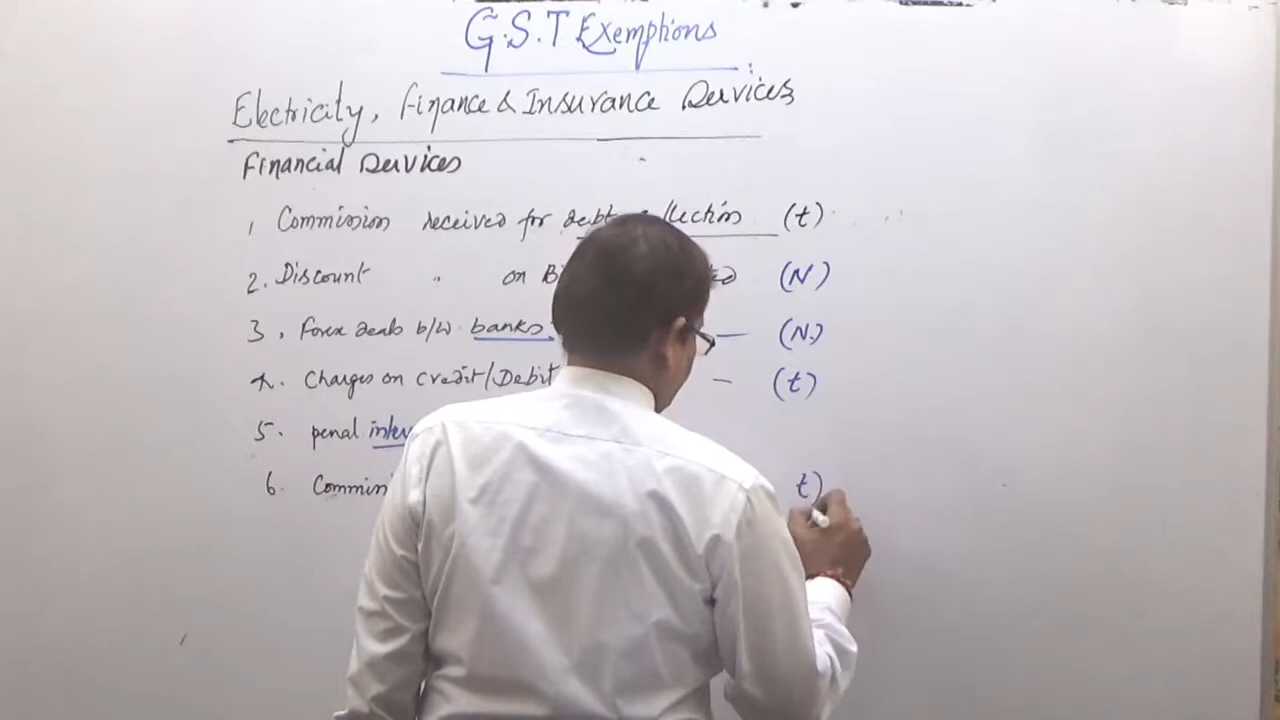 G.S.T Exemptions
Electricity, Finance & Insurance Services
Financial Services
1, Commission received for debt collection (t)
2. Discount " on (N)
3, Forex deals b/w banks — (N.)
4. Charges on Credit/Debit — (t)
5. penal
6. t)